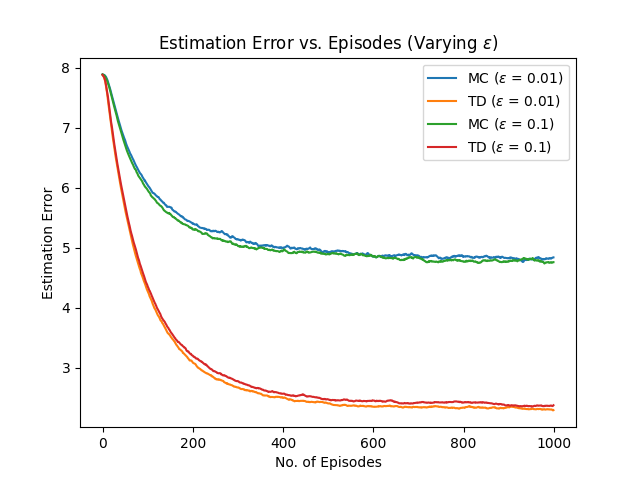 Estimation Error vs. Episodes (Varying ε)
Estimation Error
8
7
6
5
4
3
MC (ε = 0.01)
TD (ε = 0.01)
MC (ε = 0.1)
TD (ε = 0.1)
0 200 400 600 800 1000
No. of Episodes